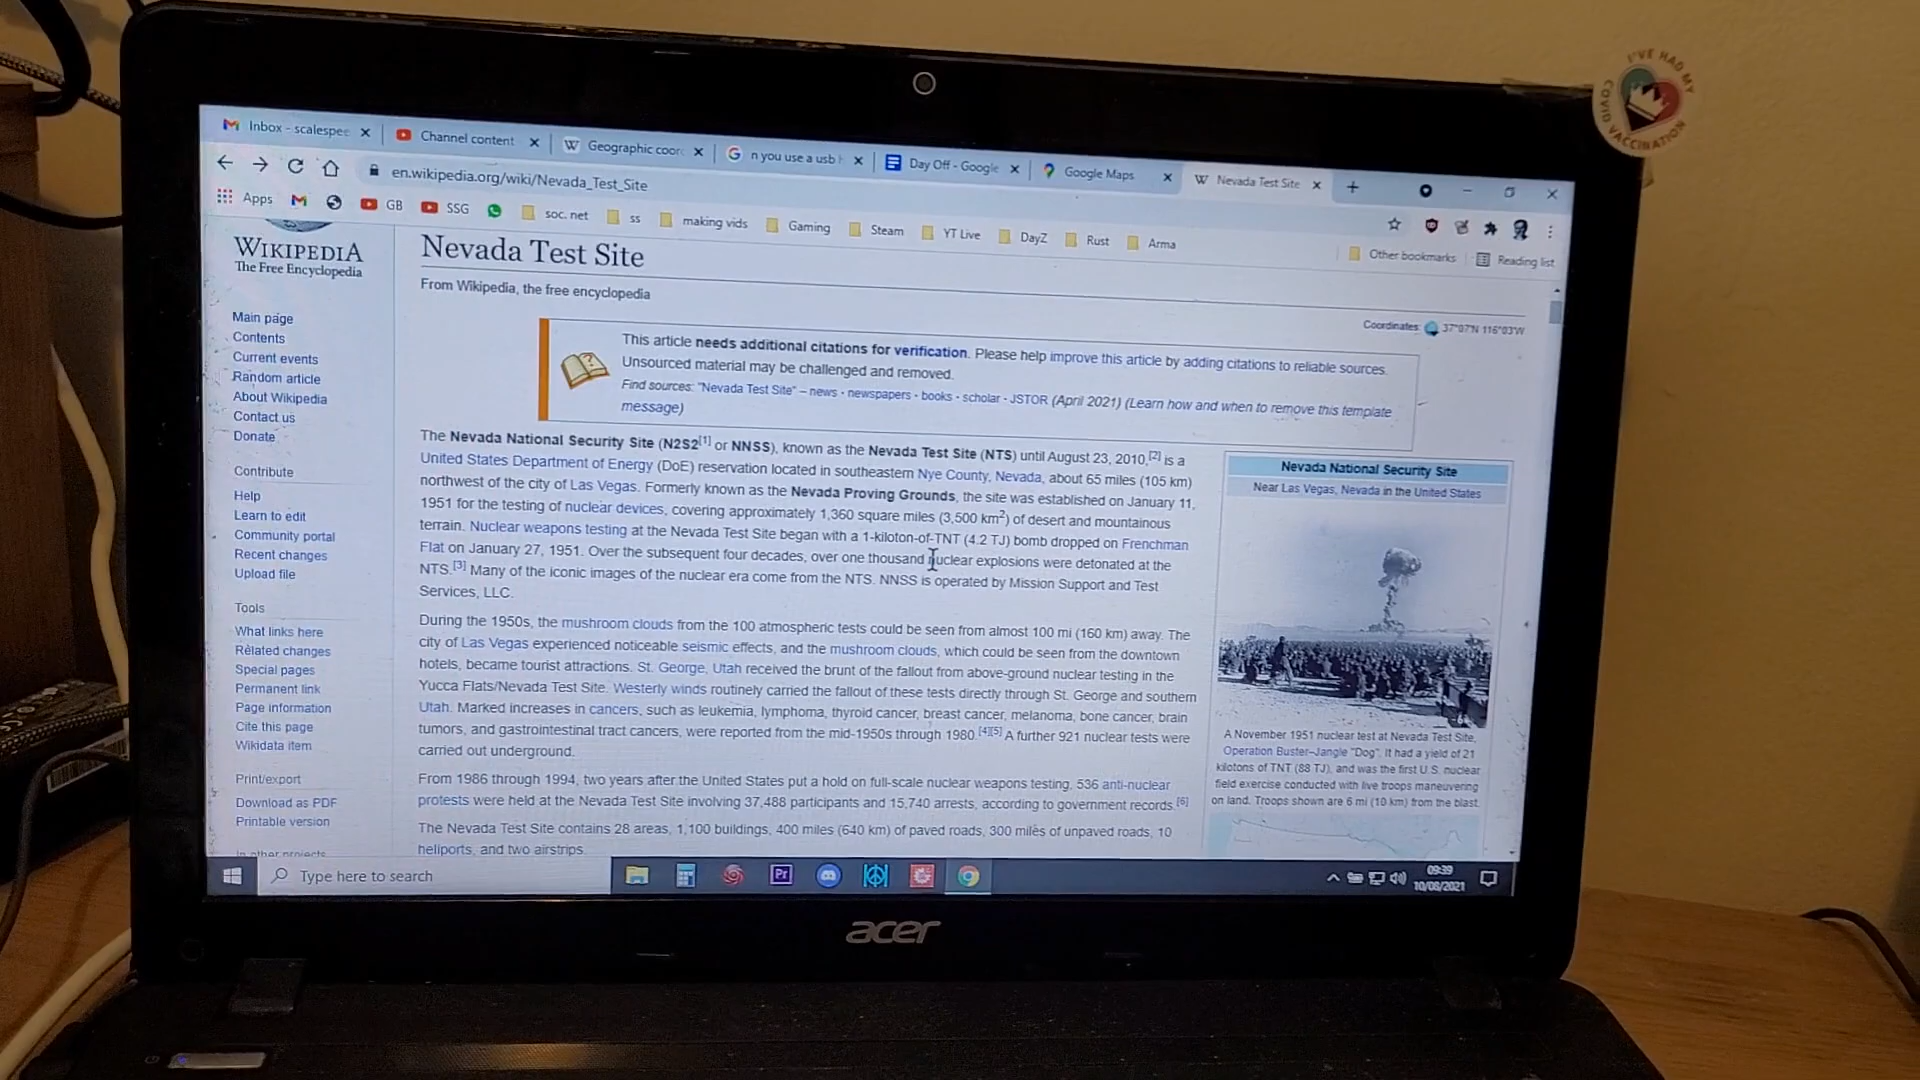 I'VE HAD MY
COVID VACCINATION
Inbox - scalespee
Channel content
Geographic coor
n you use a usb
Day Off - Google
Google Maps
Nevada Test Site
en.wikipedia.org/wiki/Nevada_Test_Site
Apps
GB
SSG
soc. net
ss
making vids
Gaming
Steam
YT Live
DayZ
Rust
Arma
Other bookmarks
Reading list
WIKIPEDIA
The Free Encyclopedia
Main page
Contents
Current events
Random article
About Wikipedia
Contact us
Donate
Contribute
Help
Learn to edit
Community portal
Recent changes
Upload file
Tools
What links here
Related changes
Special pages
Permanent link
Page information
Cite this page
Wikidata item
Print/export
Download as PDF
Printable version
In other projects
Nevada Test Site
From Wikipedia, the free encyclopedia
Coordinates: 37°07′N 116°03′W
This article needs additional citations for verification. Please help improve this article by adding citations to reliable sources.
Unsourced material may be challenged and removed.
Find sources: "Nevada Test Site" – news · newspapers · books · scholar · JSTOR (April 2021) (Learn how and when to remove this template
message)
The Nevada National Security Site (N2S2[1] or NNSS), known as the Nevada Test Site (NTS) until August 23, 2010,[2] is a
United States Department of Energy (DoE) reservation located in southeastern Nye County, Nevada, about 65 miles (105 km)
northwest of the city of Las Vegas. Formerly known as the Nevada Proving Grounds, the site was established on January 11,
1951 for the testing of nuclear devices, covering approximately 1,360 square miles (3,500 km2) of desert and mountainous
terrain. Nuclear weapons testing at the Nevada Test Site began with a 1-kiloton-of-TNT (4.2 TJ) bomb dropped on Frenchman
Flat on January 27, 1951. Over the subsequent four decades, over one thousand nuclear explosions were detonated at the
NTS.[3] Many of the iconic images of the nuclear era come from the NTS. NNSS is operated by Mission Support and Test
Services, LLC.
During the 1950s, the mushroom clouds from the 100 atmospheric tests could be seen from almost 100 mi (160 km) away. The
city of Las Vegas experienced noticeable seismic effects, and the mushroom clouds, which could be seen from the downtown
hotels, became tourist attractions. St. George, Utah received the brunt of the fallout from above-ground nuclear testing in the
Yucca Flats/Nevada Test Site. Westerly winds routinely carried the fallout of these tests directly through St. George and southern
Utah. Marked increases in cancers, such as leukemia, lymphoma, thyroid cancer, breast cancer, melanoma, bone cancer, brain
tumors, and gastrointestinal tract cancers, were reported from the mid-1950s through 1980.[4][5] A further 921 nuclear tests were
carried out underground.
From 1986 through 1994, two years after the United States put a hold on full-scale nuclear weapons testing, 536 anti-nuclear
protests were held at the Nevada Test Site involving 37,488 participants and 15,740 arrests, according to government records.[6]
The Nevada Test Site contains 28 areas, 1,100 buildings, 400 miles (640 km) of paved roads, 300 miles of unpaved roads, 10
heliports, and two airstrips.
Nevada National Security Site
Near Las Vegas, Nevada in the United States
A November 1951 nuclear test at Nevada Test Site,
Operation Buster–Jangle "Dog". It had a yield of 21
kilotons of TNT (88 TJ), and was the first U.S. nuclear
field exercise conducted with live troops maneuvering
on land. Troops shown are 6 mi (10 km) from the blast.
Type here to search
Pr
09:39
10/08/2021
acer